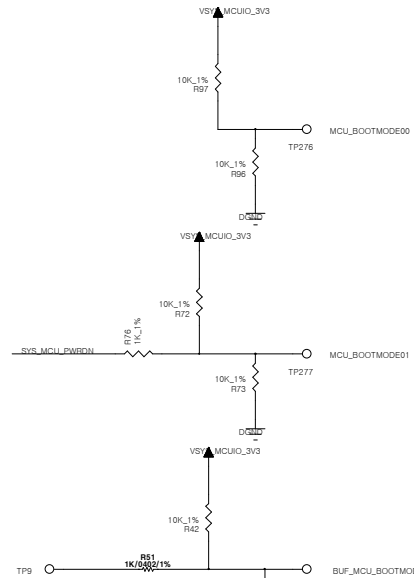 VSYS_MCUIO_3V3
10K_1%
R97
MCU_BOOTMODE00
TP276
10K_1%
R96
DGND
VSYS_MCUIO_3V3
10K_1%
R72
R76
1K_1%
SYS_MCU_PWRDN
MCU_BOOTMODE01
TP277
10K_1%
R73
DGND
VSYS_MCUIO_3V3
10K_1%
R42
R51
1K/0402/1%
TP9
BUF_MCU_BOOTMO